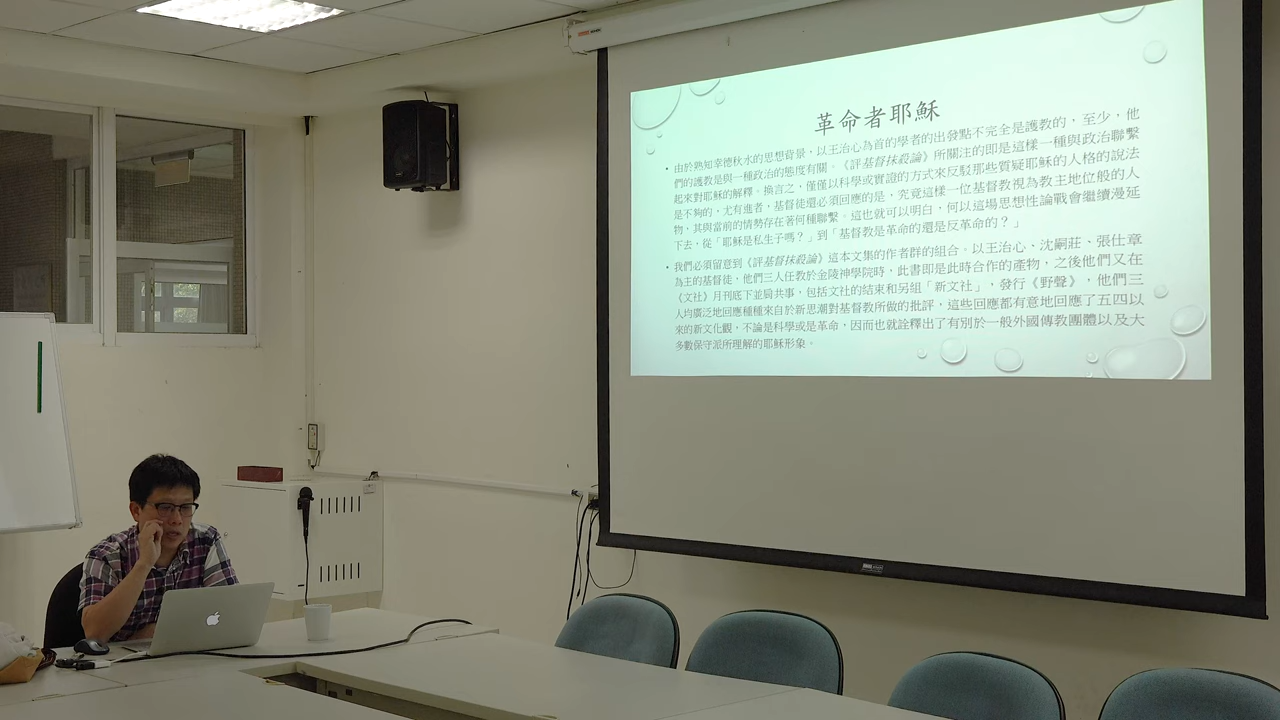 革命者耶穌
• 由於熟知幸德秋水的思想背景，以王治心為首的學者的出發點不完全是護教的，至少，他
們的護教是與一種政治的態度有關。《評基督抹殺論》所關注的即是這樣一種與政治聯繫
起來對耶穌的解釋。換言之，僅僅以科學或實證的方式來反駁那些質疑耶穌的人格的說法
是不夠的，尤有進者，基督徒還必須回應的是，究竟這樣一位基督教視為教主地位般的人
物，其與當前的情勢存在著何種聯繫。這也就可以明白，何以這場思想性論戰會繼續漫延
下去，從「耶穌是私生子嗎？」到「基督教是革命的還是反革命的？」
• 我們必須留意到《評基督抹殺論》這本文集的作者群的組合。以王治心、沈嗣莊、張仕章
為主的基督徒，他們三人任教於金陵神學院時，此書即是此時合作的產物，之後他們又在
《文社》月刊底下並肩共事，包括文社的結束和另組「新文社」，發行《野聲》，他們三
人均廣泛地回應種種來自於新思潮對基督教所做的批評，這些回應都有意地回應了五四以
來的新文化觀，不論是科學或是革命，因而也就詮釋出了有別於一般外國傳教團體以及大
多數保守派所理解的耶穌形象。